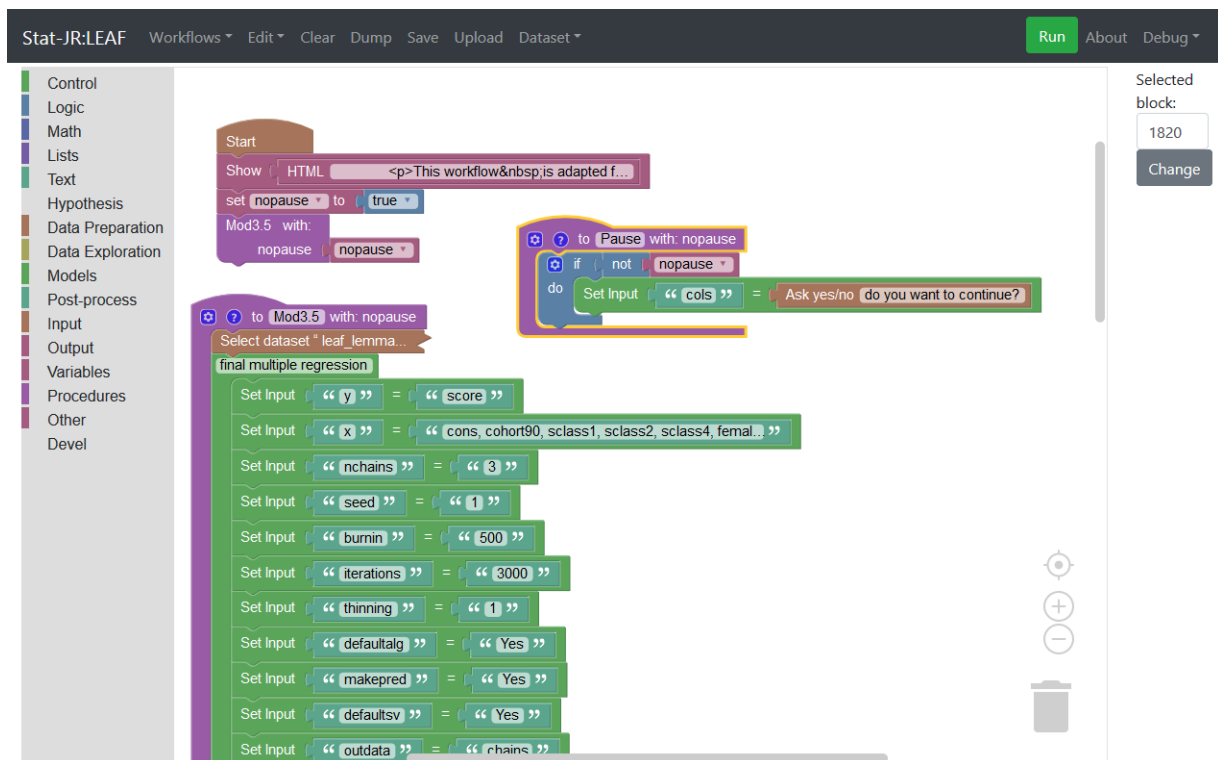 Stat-JR:LEAF Workflows Edit Clear Dump Save Upload Dataset Run About Debug
Control
Logic
Math
Lists
Text
Hypothesis
Data Preparation
Data Exploration
Models
Post-process
Input
Output
Variables
Procedures
Other
Devel
Start
Show HTML <p>This workflow&nbsp;is adapted f...
set nopause to true
Mod3.5 with:
nopause nopause
? to Pause with: nopause
if not nopause
do Set Input “ cols ” = Ask yes/no do you want to continue?
? to Mod3.5 with: nopause
Select dataset “ leaf_lemma...
final multiple regression
Set Input “ y ” = “ score ”
Set Input “ x ” = “ cons, cohort90, sclass1, sclass2, sclass4, femal... ”
Set Input “ nchains ” = “ 3 ”
Set Input “ seed ” = “ 1 ”
Set Input “ burnin ” = “ 500 ”
Set Input “ iterations ” = “ 3000 ”
Set Input “ thinning ” = “ 1 ”
Set Input “ defaultalg ” = “ Yes ”
Set Input “ makepred ” = “ Yes ”
Set Input “ defaultsv ” = “ Yes ”
Set Input “ outdata ” = “ chains ”
Selected
block:
1820
Change